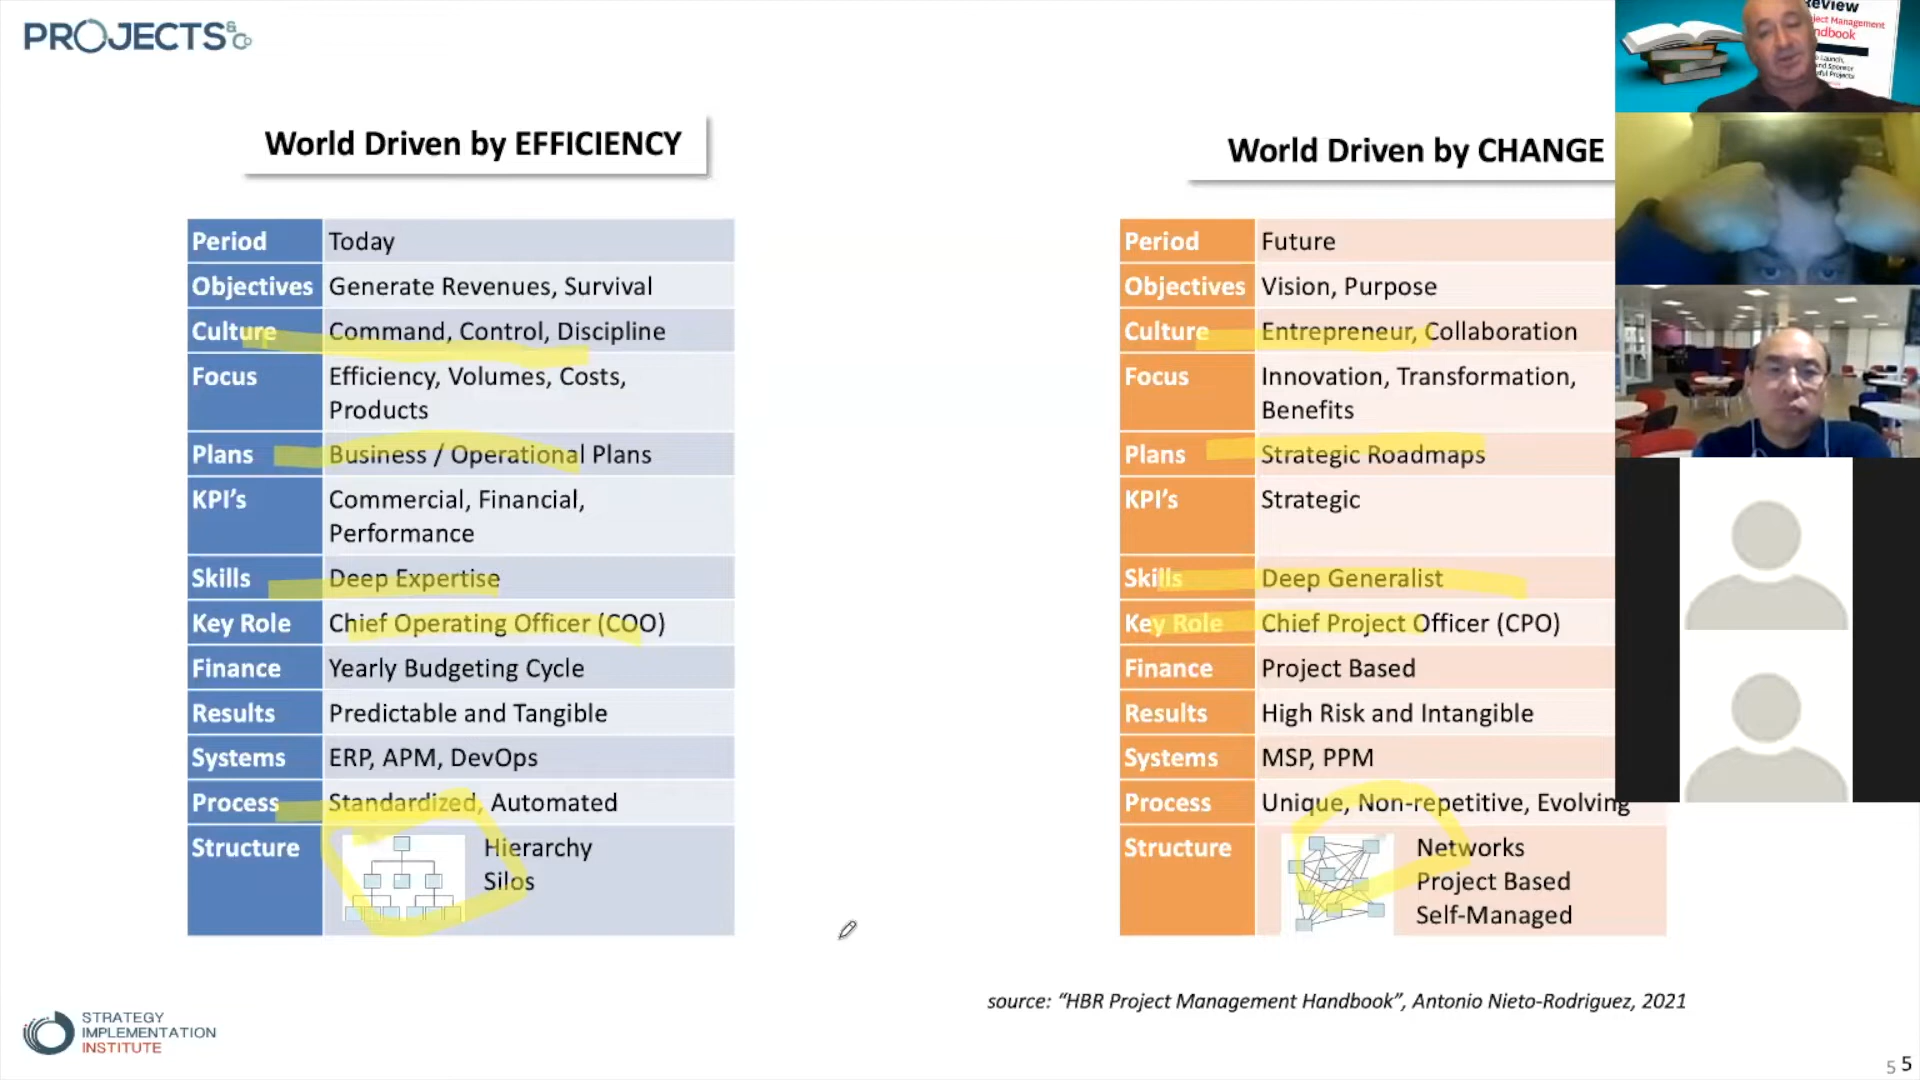 PROJECTS&Co
World Driven by EFFICIENCY
Period Today
Objectives Generate Revenues, Survival
Culture Command, Control, Discipline
Focus Efficiency, Volumes, Costs,
Products
Plans Business / Operational Plans
KPI's Commercial, Financial,
Performance
Skills Deep Expertise
Key Role Chief Operating Officer (COO)
Finance Yearly Budgeting Cycle
Results Predictable and Tangible
Systems ERP, APM, DevOps
Process Standardized, Automated
Structure Hierarchy
Silos
World Driven by CHANGE
Period Future
Objectives Vision, Purpose
Culture Entrepreneur, Collaboration
Focus Innovation, Transformation,
Benefits
Plans Strategic Roadmaps
KPI's Strategic
Skills Deep Generalist
Key Role Chief Project Officer (CPO)
Finance Project Based
Results High Risk and Intangible
Systems MSP, PPM
Process Unique, Non-repetitive, Evolving
Structure Networks
Project Based
Self-Managed
Review
Management
source: “HBR Project Management Handbook”, Antonio Nieto-Rodriguez, 2021
STRATEGY
IMPLEMENTATION
INSTITUTE
5 5